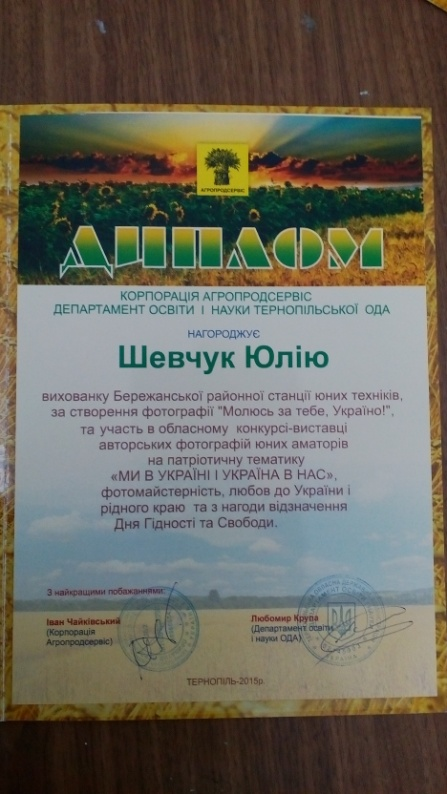 АГРОПРОДСЕРВІС
ДИПЛОМ
КОРПОРАЦІЯ АГРОПРОДСЕРВІС
ДЕПАРТАМЕНТ ОСВІТИ І НАУКИ ТЕРНОПІЛЬСЬКОЇ ОДА
НАГОРОДЖУЄ
Шевчук Юлію
вихованку Бережанської районної станції юних техніків,
за створення фотографії "Молюсь за тебе, Україно!",
та участь в обласному конкурсі-виставці
авторських фотографій юних аматорів
на патріотичну тематику
«МИ В УКРАЇНІ І УКРАЇНА В НАС»,
фотомайстерність, любов до України і
рідного краю та з нагоди відзначення
Дня Гідності та Свободи.
З найкращими побажаннями:
Іван Чайківський
(Корпорація
Агропродсервіс)
Любомир Крупа
(Департамент освіти
і науки ОДА)
ТЕРНОПІЛЬ-2015р.